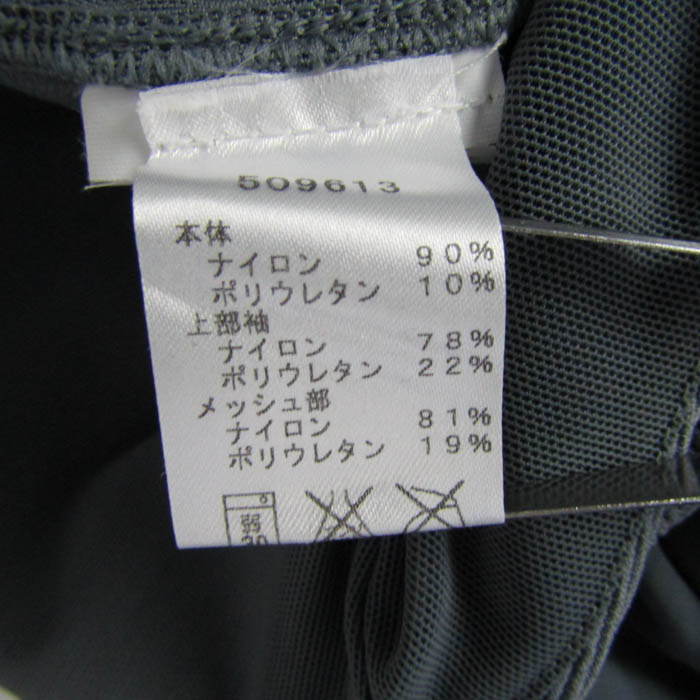 509613
本体
ナイロン 90%
ポリウレタン 10%
上部袖
ナイロン 78%
ポリウレタン 22%
メッシュ部
ナイロン 81%
ポリウレタン 19%
弱
30